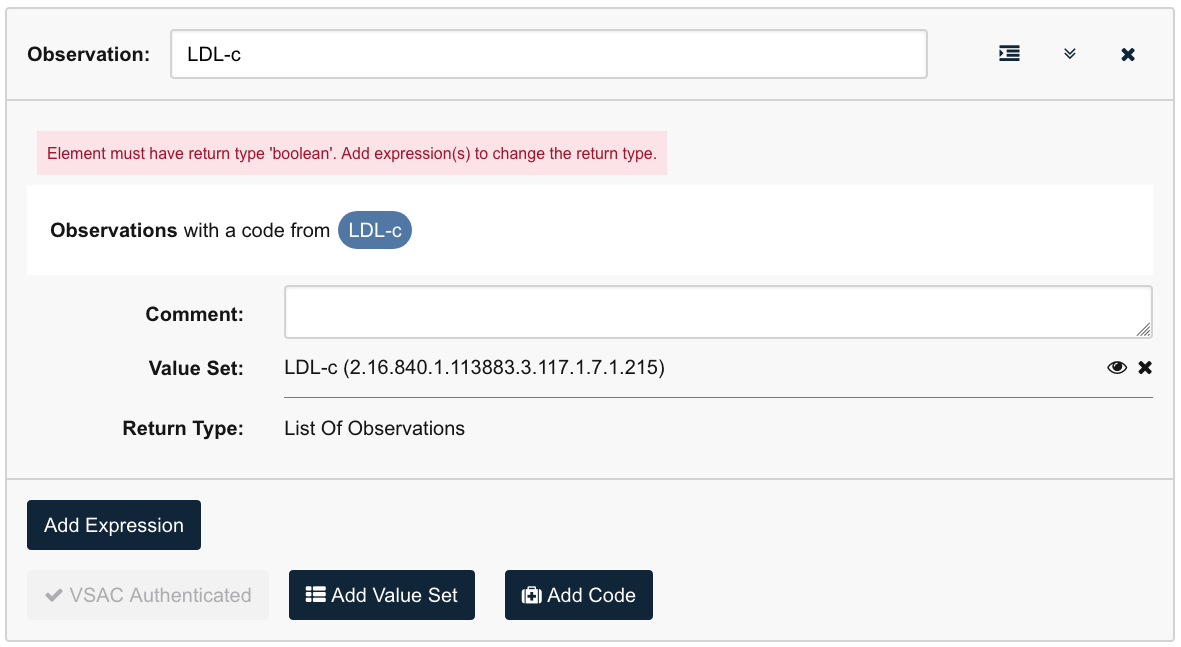 Observation: LDL-c
Element must have return type 'boolean'. Add expression(s) to change the return type.
Observations with a code from LDL-c
Comment:
Value Set: LDL-c (2.16.840.1.113883.3.117.1.7.1.215)
Return Type: List Of Observations
Add Expression
VSAC Authenticated Add Value Set Add Code